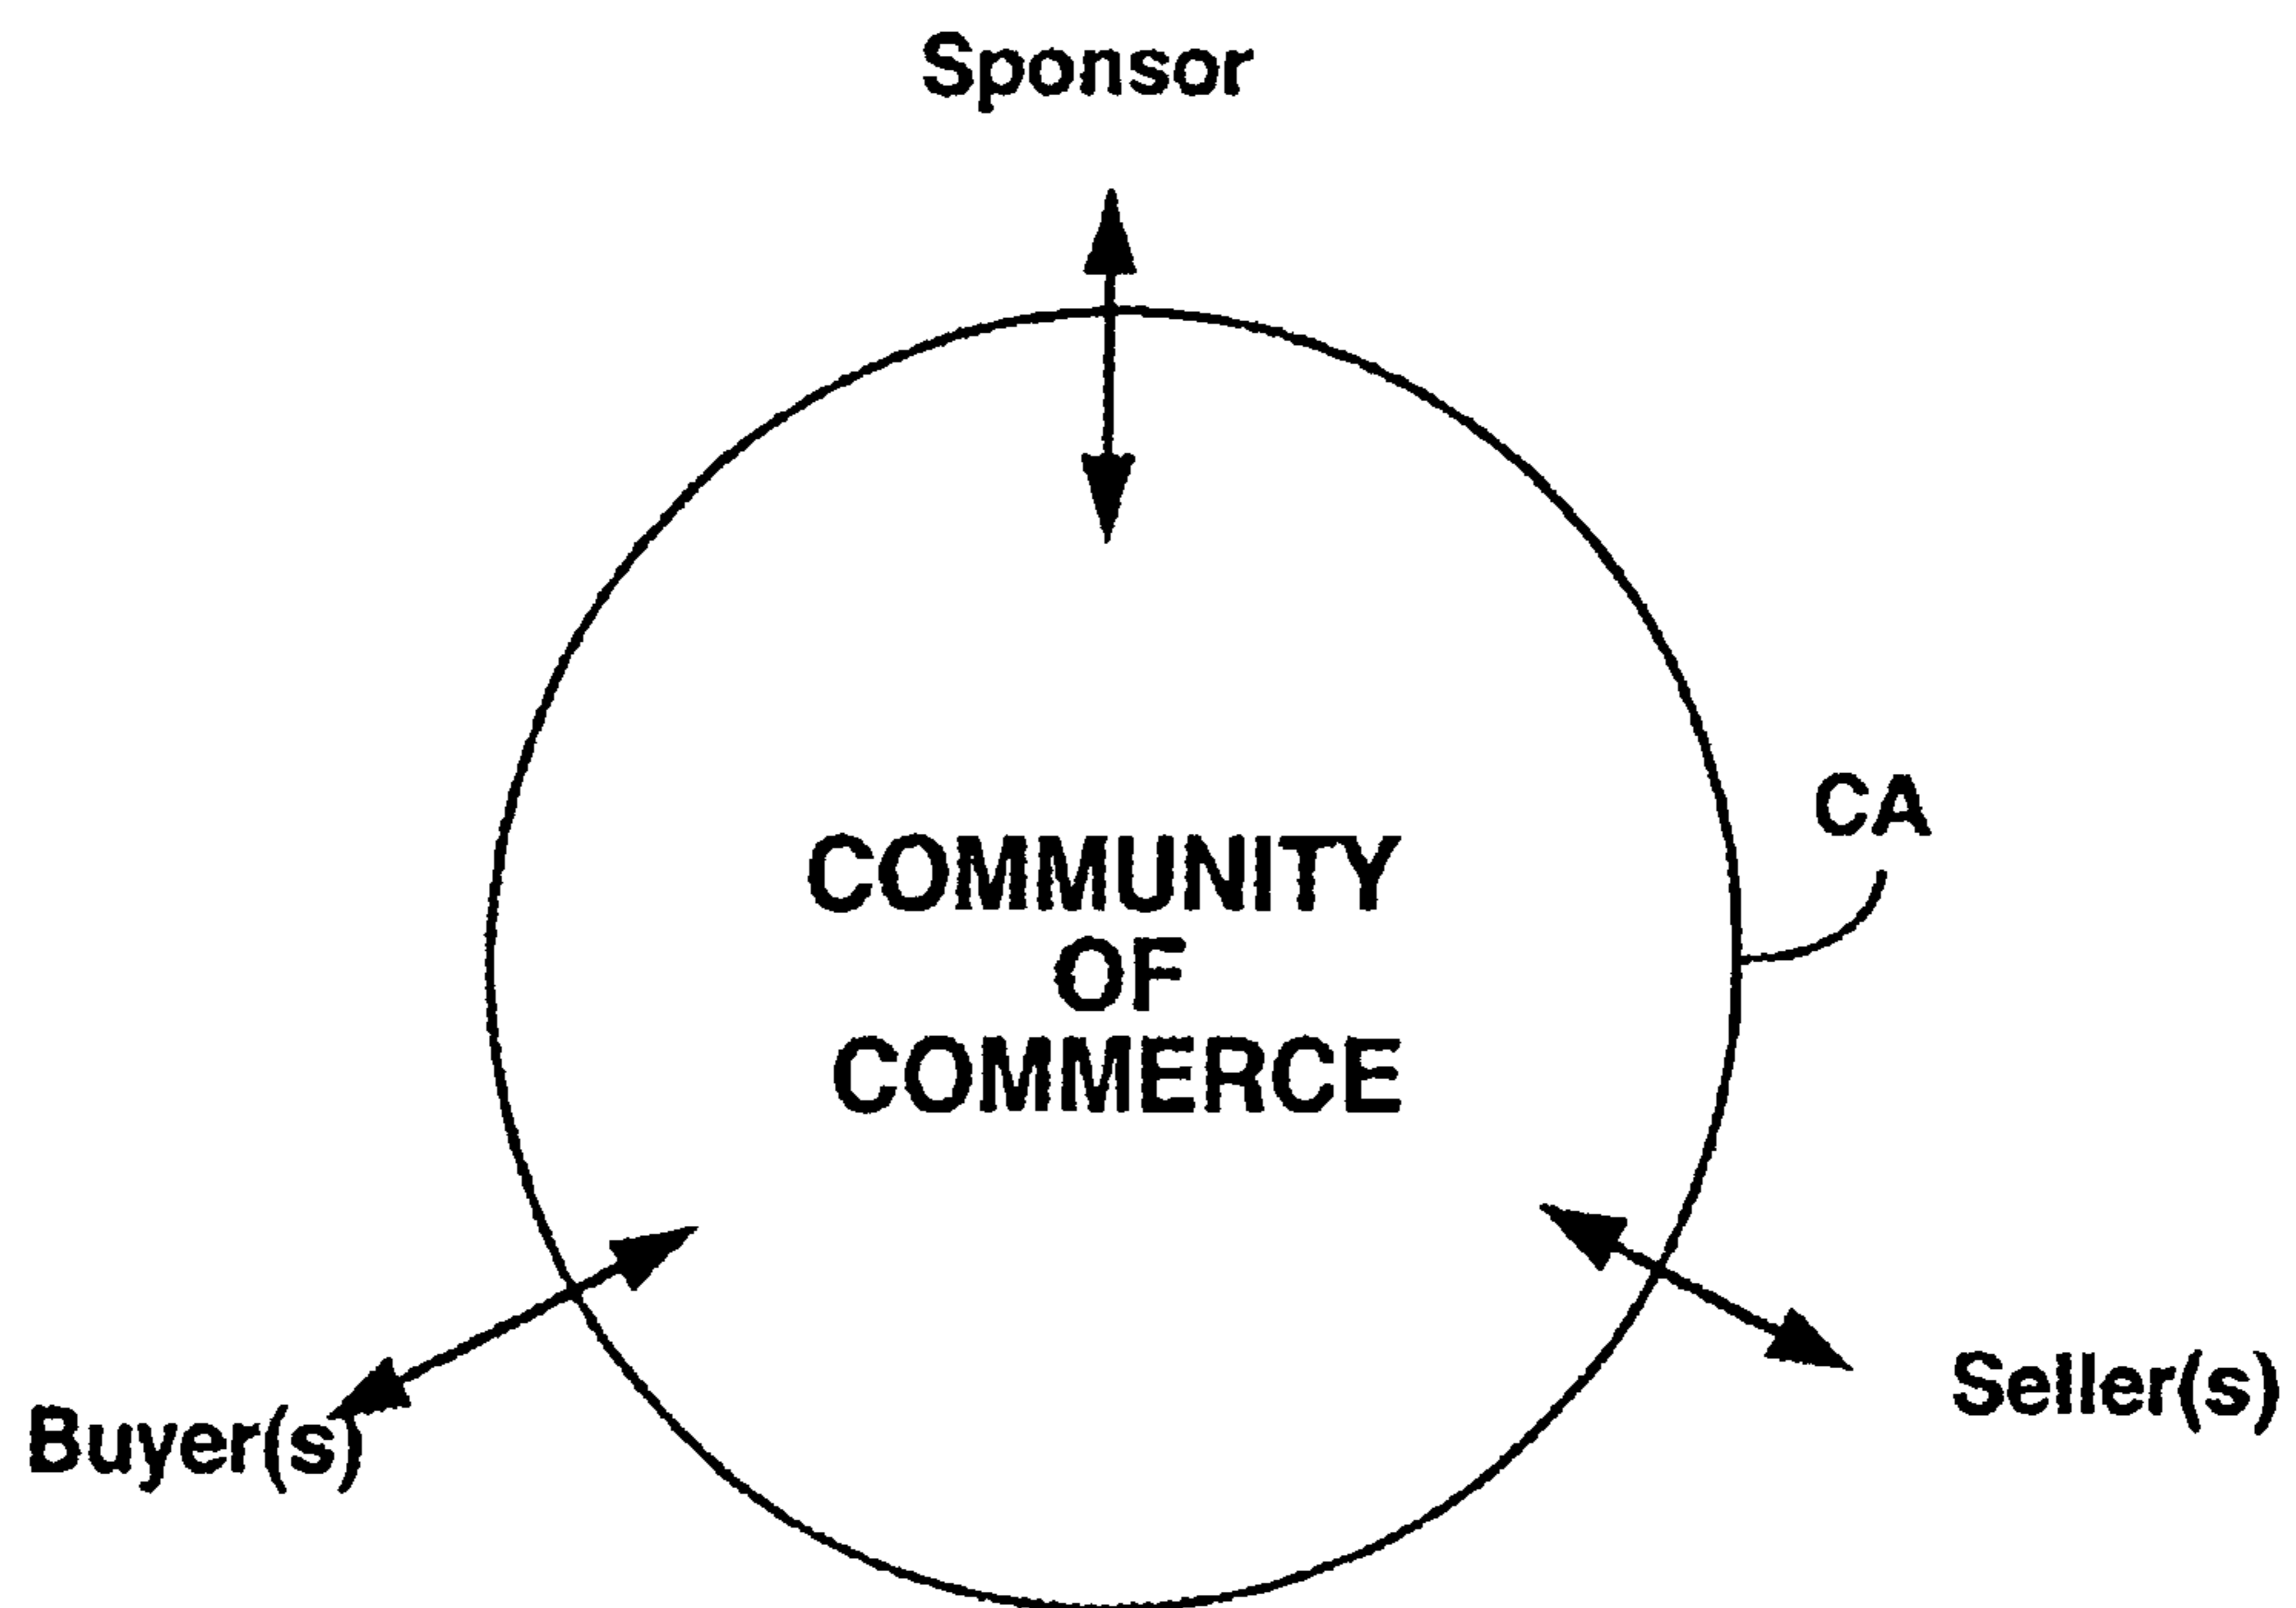 Sponsor
CA
COMMUNITY
OF
COMMERCE
Buyer(s)
Seller(s)